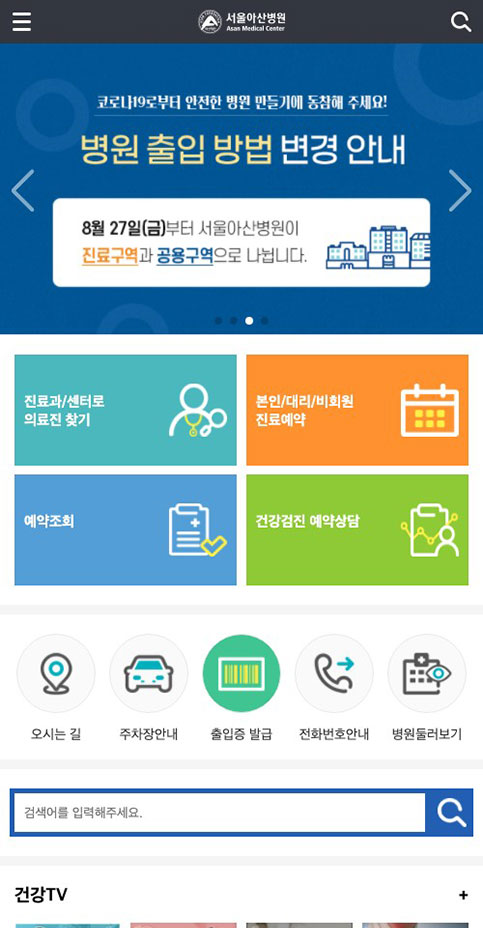 서울아산병원
Asan Medical Center
코로나19로부터 안전한 병원 만들기에 동참해 주세요!
병원 출입 방법 변경 안내
8월 27일(금)부터 서울아산병원이
진료구역과 공용구역으로 나뉩니다.
진료과/센터로
의료진 찾기
본인/대리/비회원
진료예약
예약조회
건강검진 예약상담
오시는 길
주차장안내
출입증 발급
전화번호안내
병원둘러보기
검색어를 입력해주세요.
건강TV
+